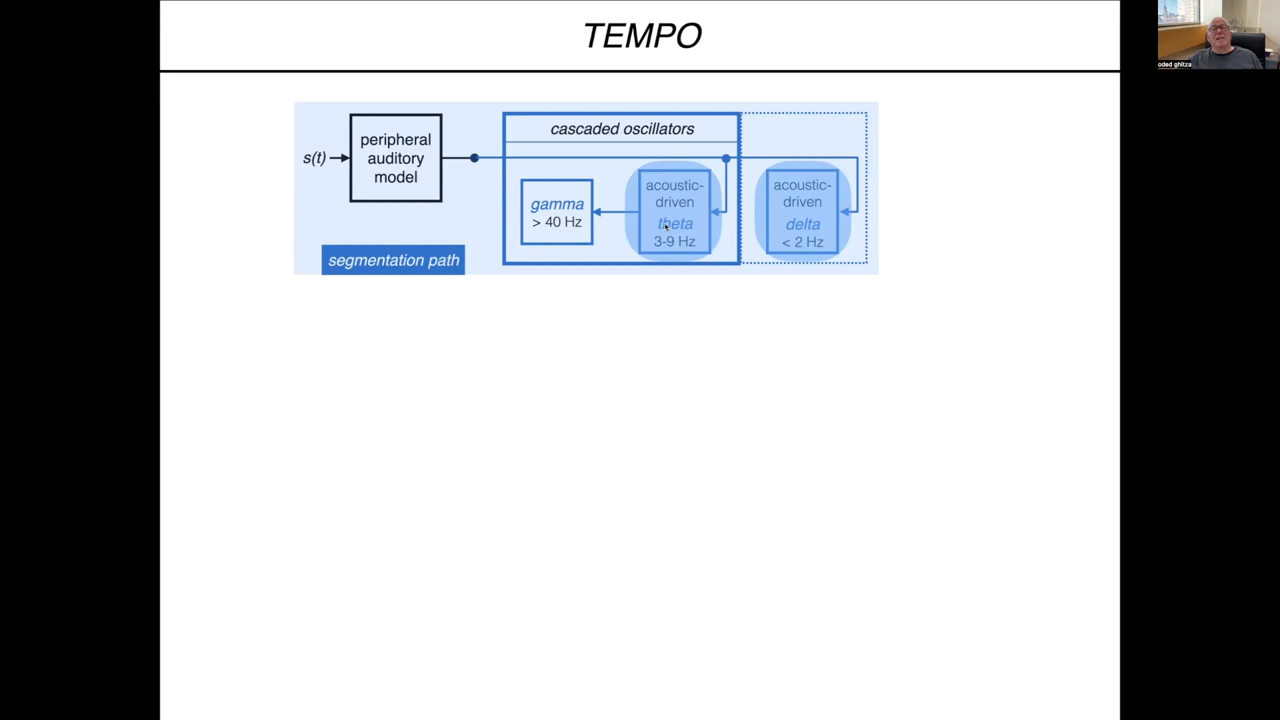 TEMPO
oded ghitza
cascaded oscillators
peripheral
auditory
model
s(t)
gamma
> 40 Hz
acoustic-
driven
theta
3-9 Hz
acoustic-
driven
delta
< 2 Hz
segmentation path